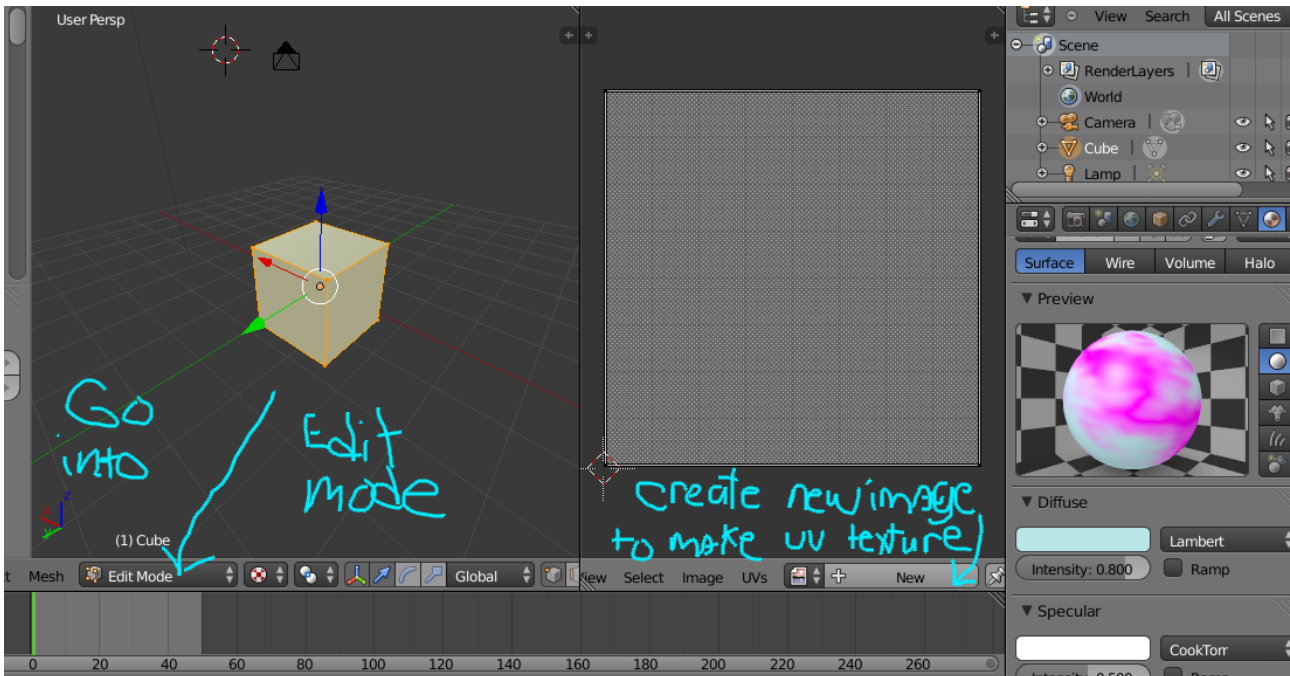 User Persp
(1) Cube
Go
into
Edit
mode
Mesh
Edit Mode
Global
create new image
to make uv texture
Select
Image
UVs
New
0 20 40 60 80 100 120 140 160 180 200 220 240 260
View Search All Scenes
Scene
RenderLayers |
World
Camera |
Cube |
Lamp |
Surface Wire Volume Halo
Preview
Diffuse
Lambert
Intensity: 0.800
Ramp
Specular
CookTorr